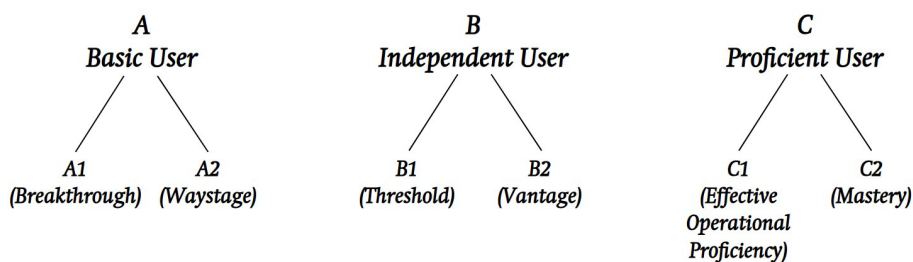 A
Basic User
B
Independent User
C
Proficient User
A1
(Breakthrough)
A2
(Waystage)
B1
(Threshold)
B2
(Vantage)
C1
(Effective
Operational
Proficiency)
C2
(Mastery)